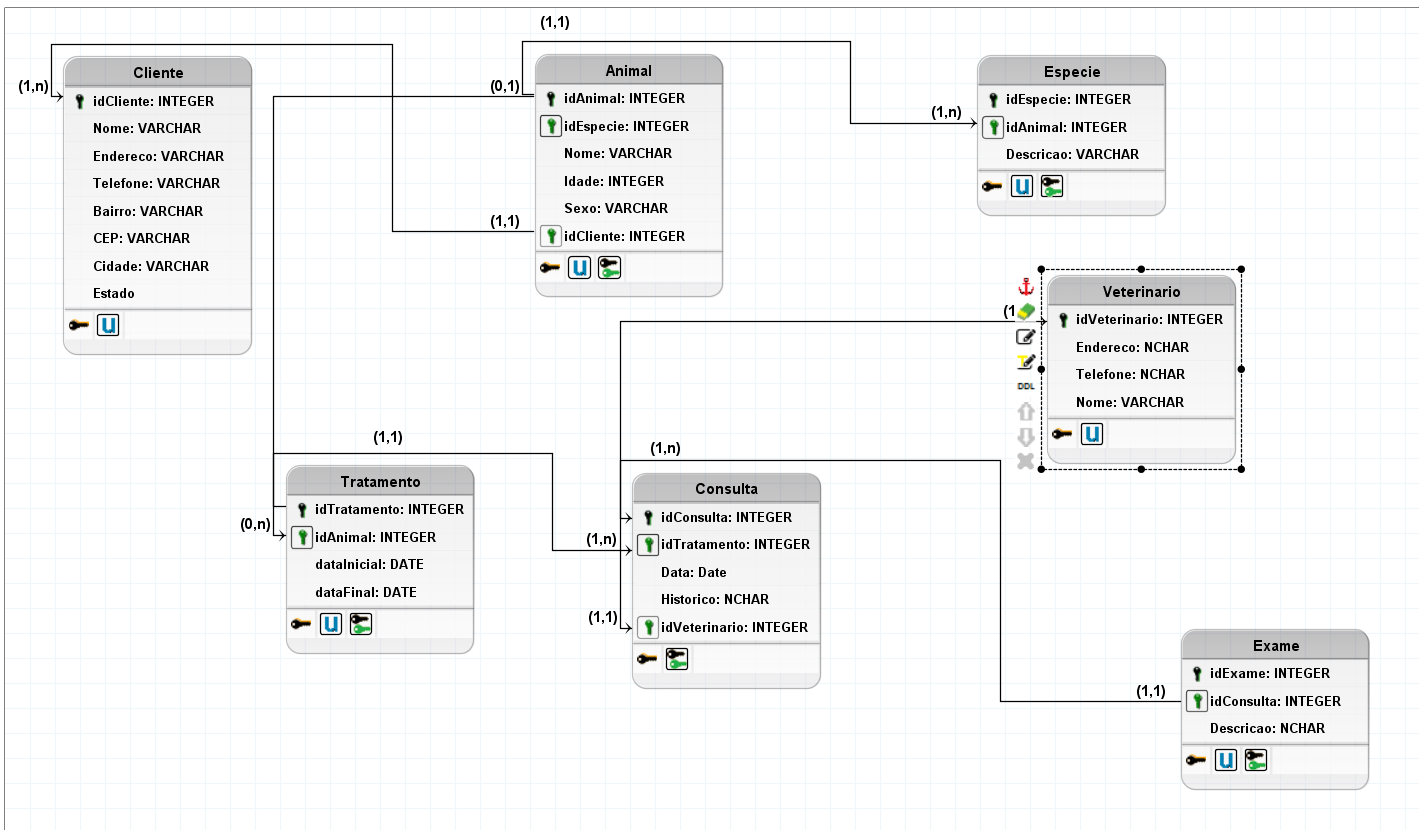 (1,1)
Cliente
(1,n)
idCliente: INTEGER
Nome: VARCHAR
Endereco: VARCHAR
Telefone: VARCHAR
Bairro: VARCHAR
CEP: VARCHAR
Cidade: VARCHAR
Estado
U
Animal
(0,1)
idAnimal: INTEGER
idEspecie: INTEGER
Nome: VARCHAR
Idade: INTEGER
Sexo: VARCHAR
(1,1)
idCliente: INTEGER
U
Especie
idEspecie: INTEGER
(1,n)
idAnimal: INTEGER
Descricao: VARCHAR
U
Veterinario
(1
idVeterinario: INTEGER
Endereco: NCHAR
Telefone: NCHAR
DDL
Nome: VARCHAR
U
(1,1)
Tratamento
idTratamento: INTEGER
(0,n)
idAnimal: INTEGER
dataInicial: DATE
dataFinal: DATE
U
(1,n)
Consulta
idConsulta: INTEGER
(1,n)
idTratamento: INTEGER
Data: Date
Historico: NCHAR
(1,1)
idVeterinario: INTEGER
Exame
idExame: INTEGER
(1,1)
idConsulta: INTEGER
Descricao: NCHAR
U